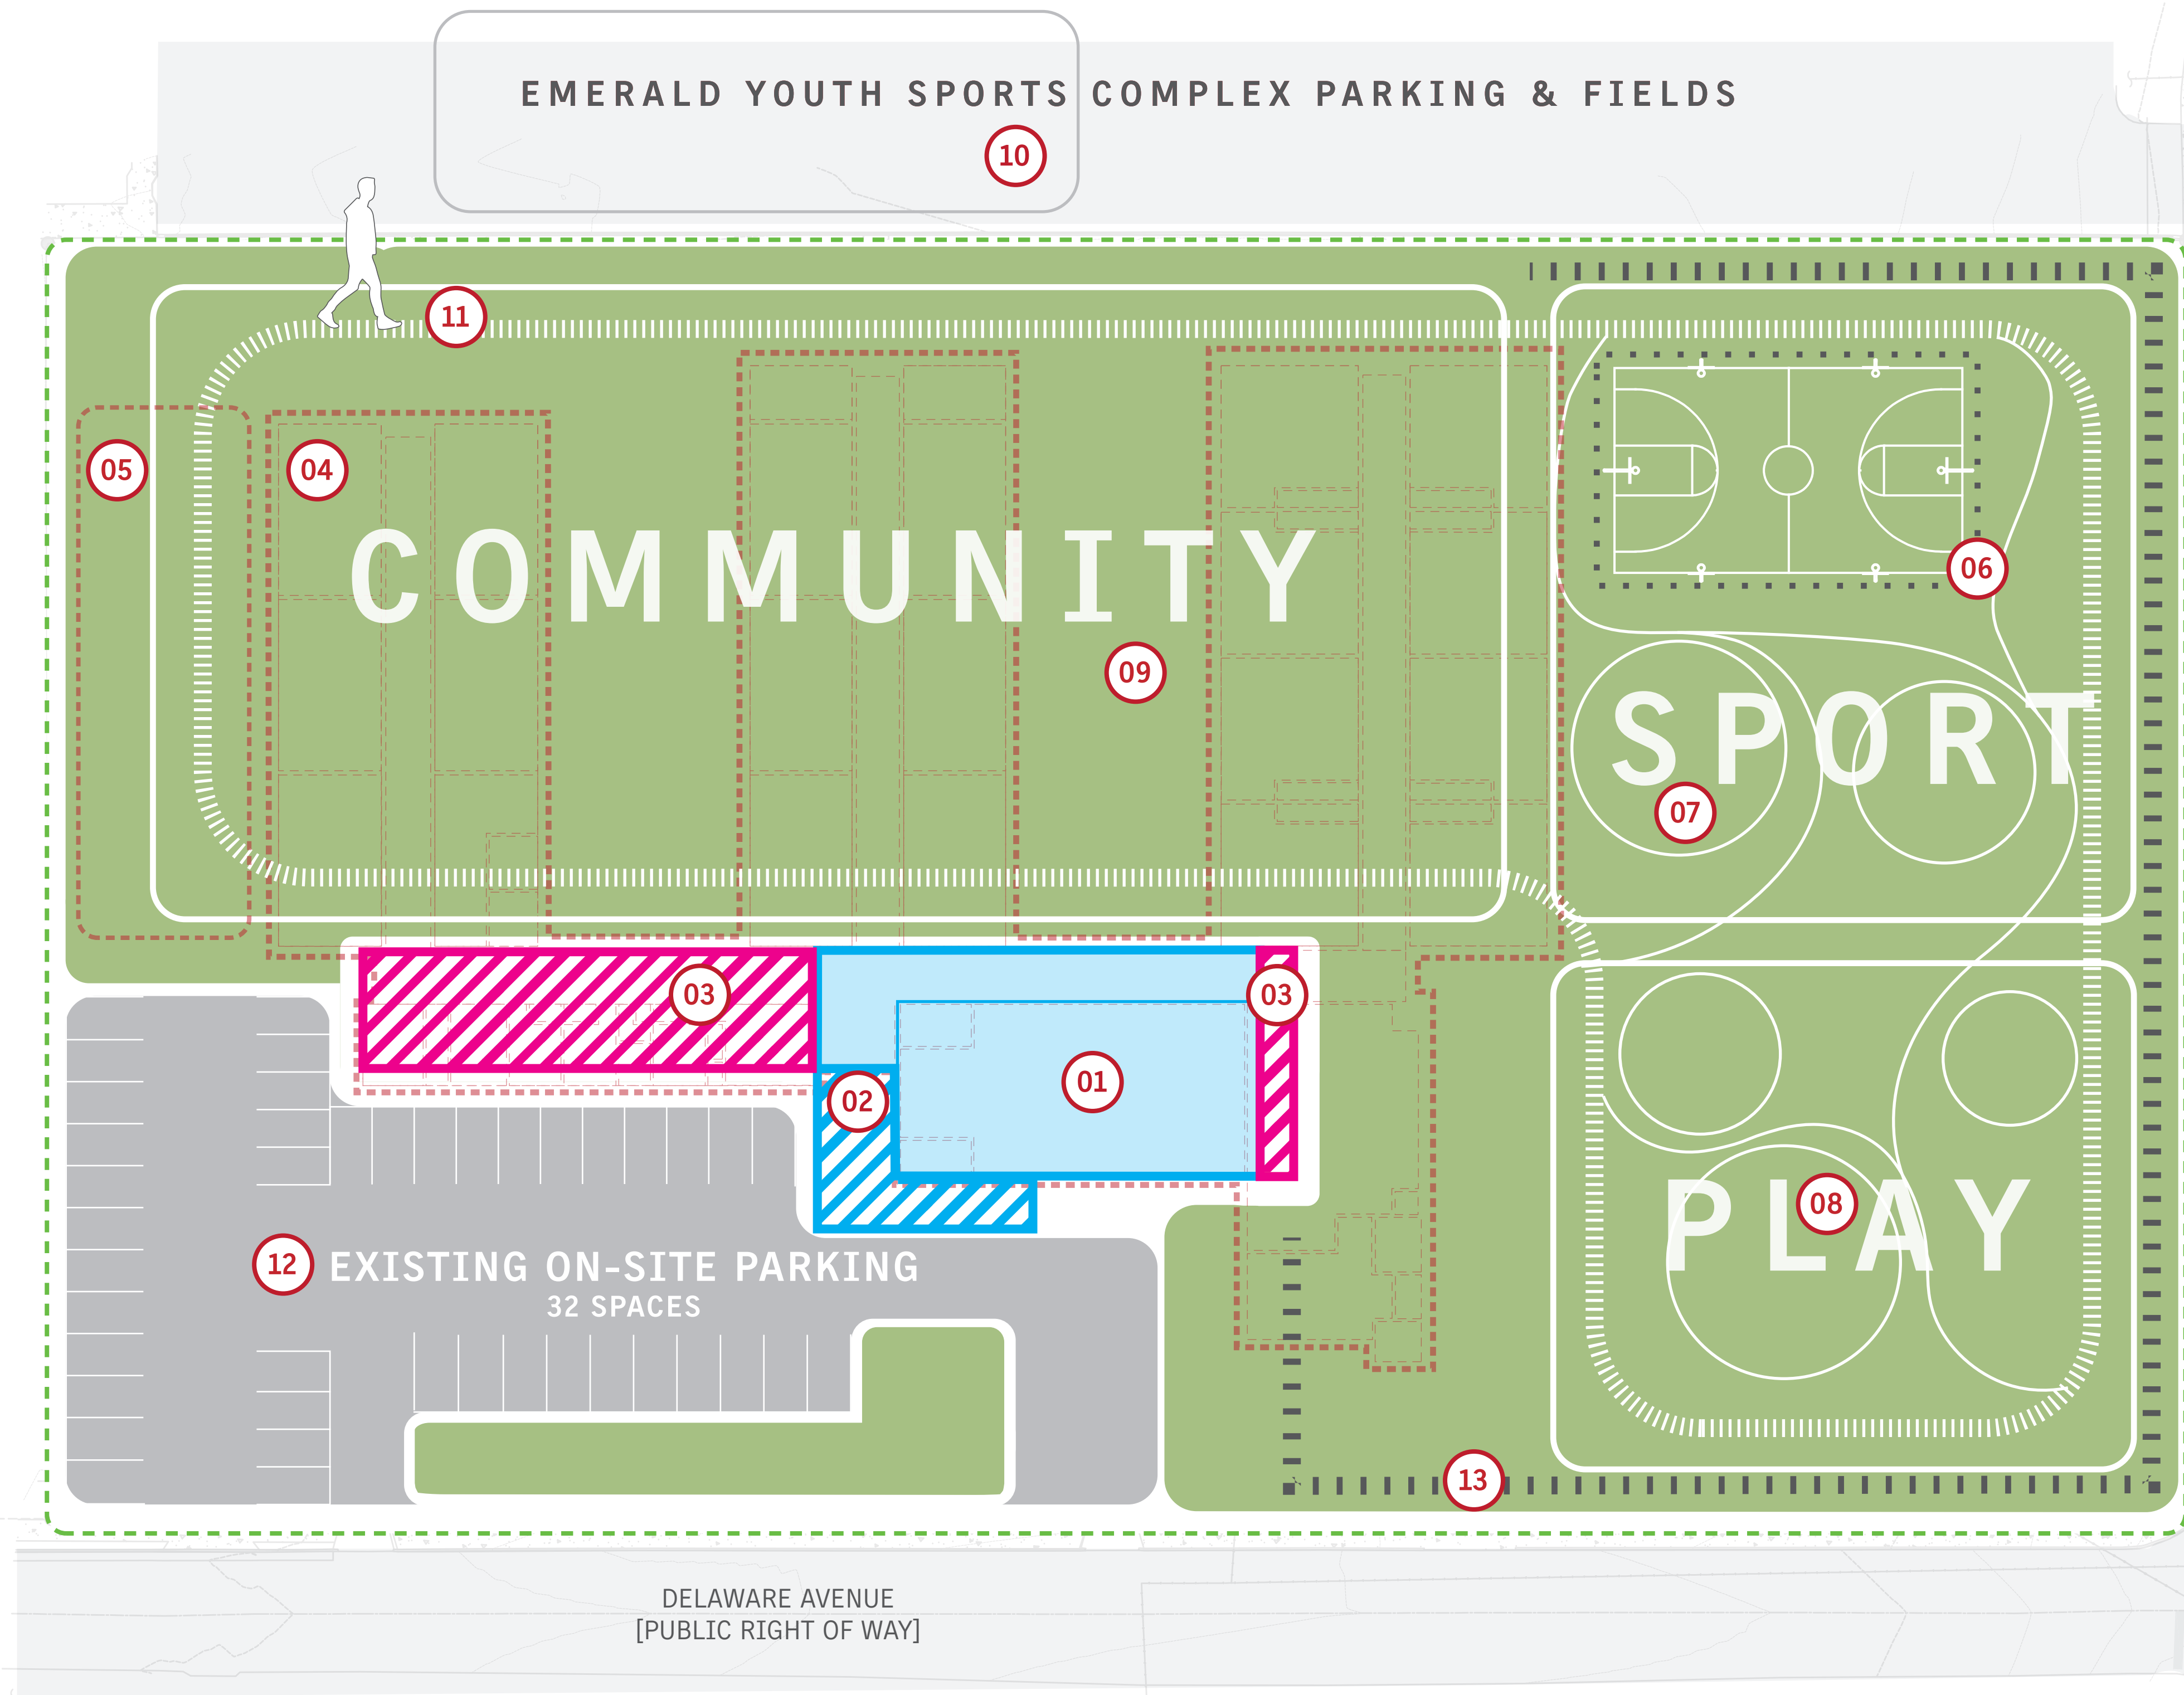 EMERALD YOUTH SPORTS COMPLEX PARKING & FIELDS
10
11
05
04
06
COMMUNITY
09
SPORT
07
03
03
01
02
08
PLAY
12
EXISTING ON-SITE PARKING
32 SPACES
13
DELAWARE AVENUE
[PUBLIC RIGHT OF WAY]